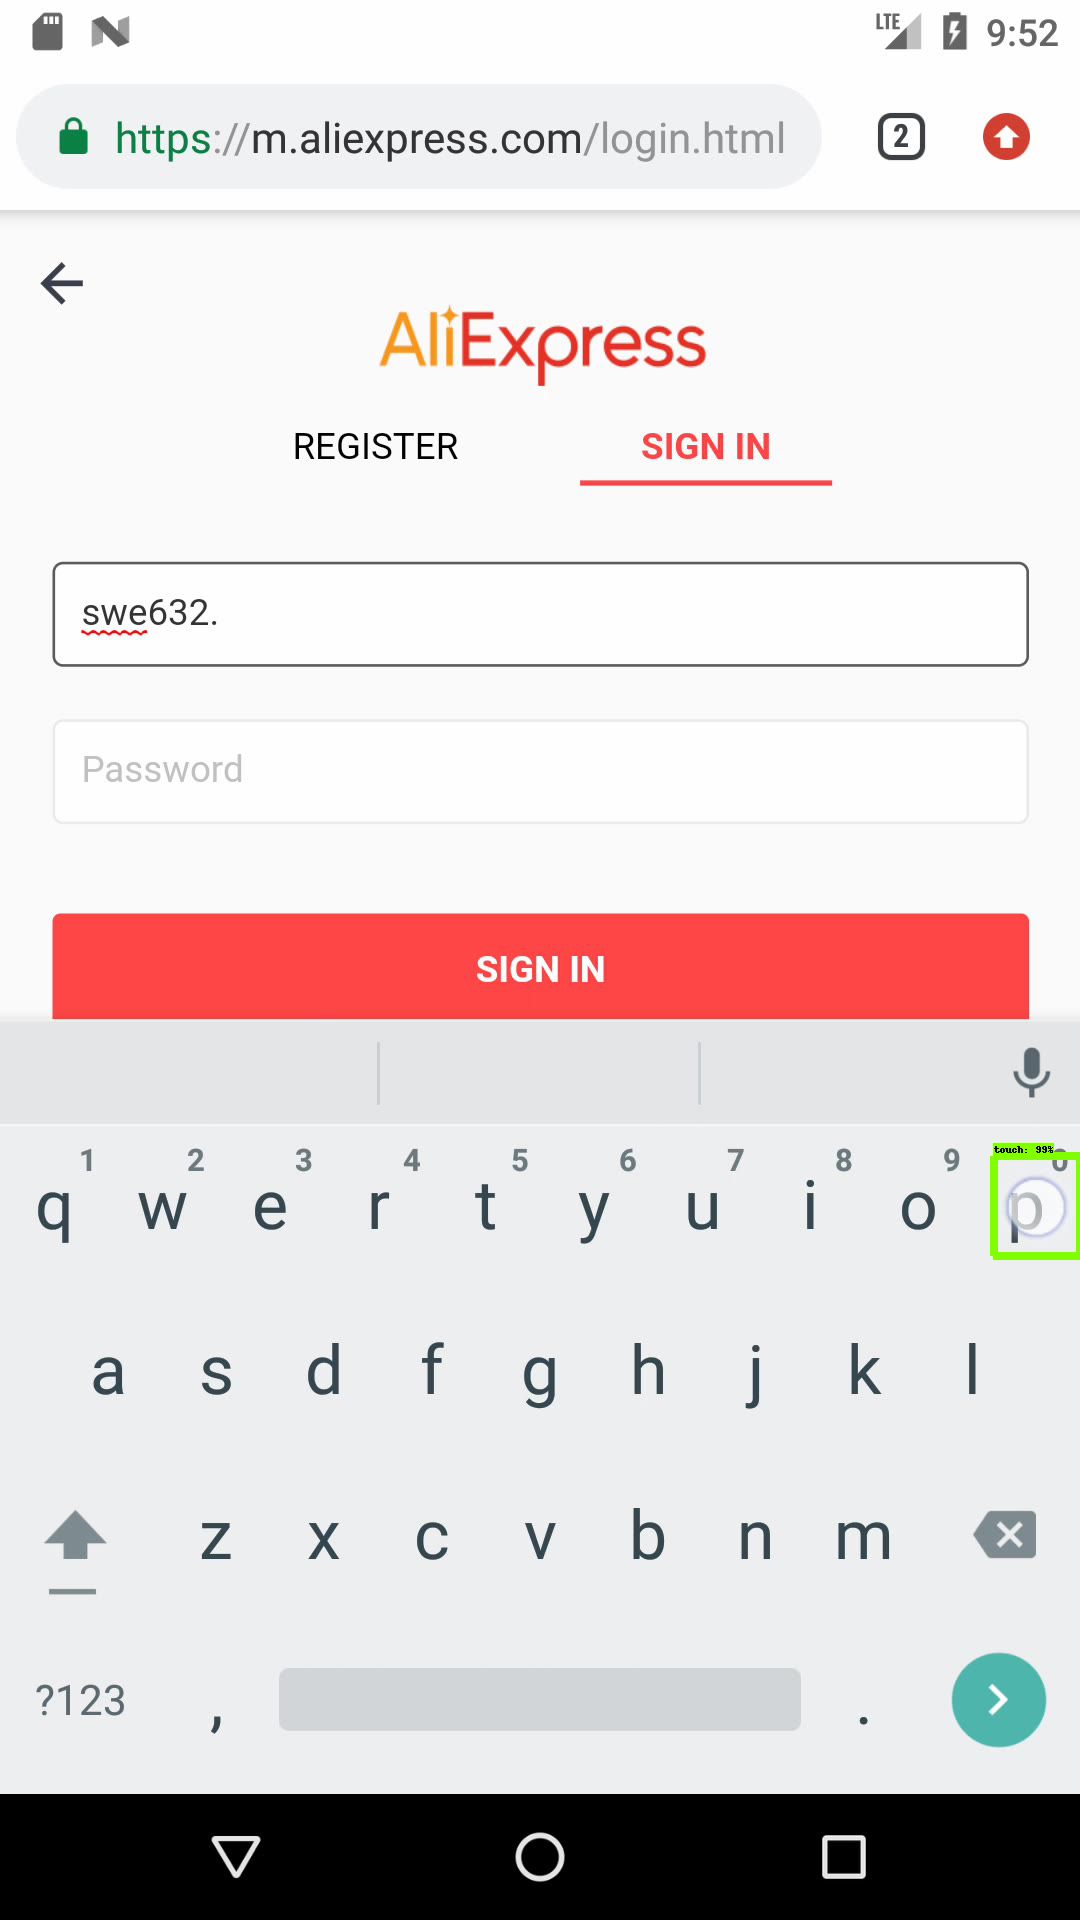 LTE 9:52
https://m.aliexpress.com/login.html 2
AliExpress
REGISTER SIGN IN
swe632.
Password
SIGN IN
touch: 99%
1 2 3 4 5 6 7 8 9 0
q w e r t y u i o p
a s d f g h j k l
z x c v b n m
?123 , .